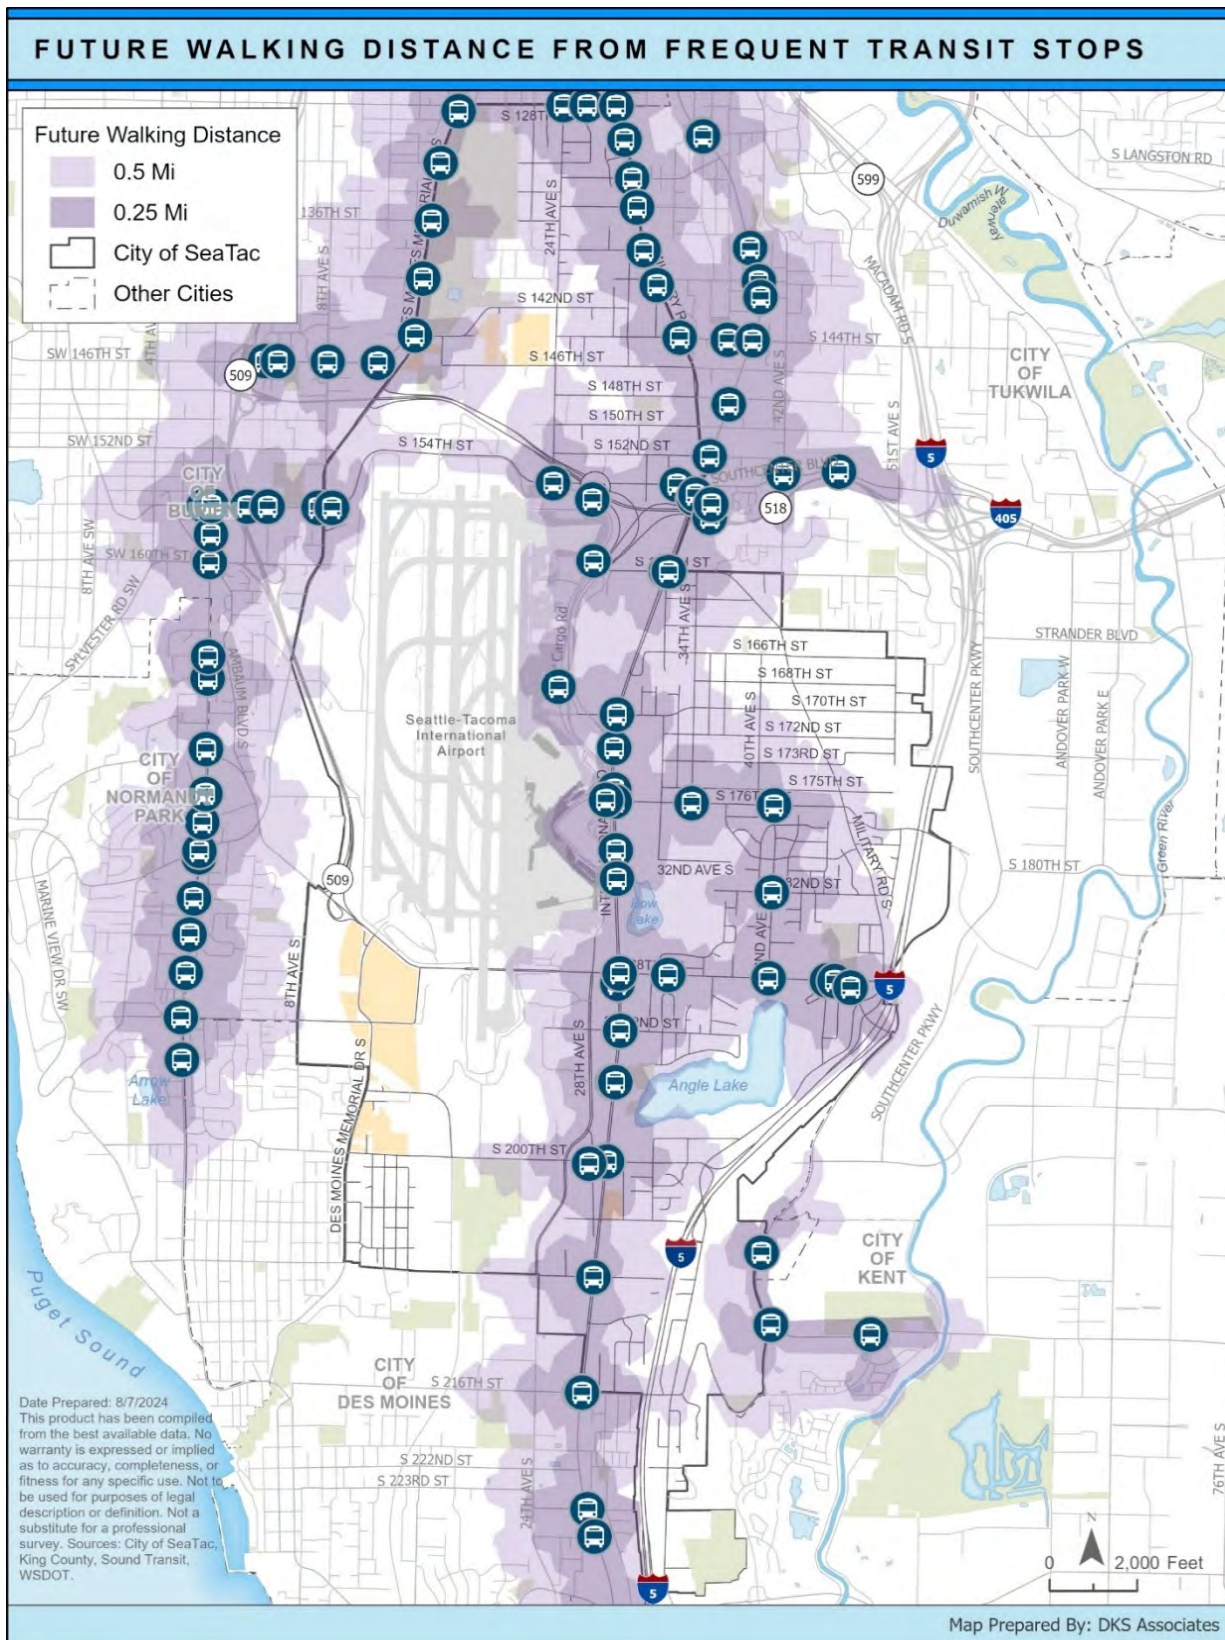 FUTURE WALKING DISTANCE FROM FREQUENT TRANSIT STOPS
Future Walking Distance
0.5 Mi
0.25 Mi
City of SeaTac
Other Cities
S LANGSTON RD
599
Duwamish Waterway
24TH AVE S
136TH ST
8TH AVE S
MACADAM RD S
S 142ND ST
SW 146TH ST
S 146TH ST
S 144TH ST
509
CITY
OF
TUKWILA
S 148TH ST
42ND AVE S
S 150TH ST
51ST AVE S
SW 152ND ST
S 154TH ST
S 152ND ST
SOUTHCENTER BLVD
5
CITY
OF
BURIEN
518
405
8TH AVE SW
SW 160TH ST
SYLVESTER RD SW
34TH AVE S
Cargo Rd
STRANDER BLVD
S 166TH ST
S 168TH ST
S 170TH ST
AMBAUM BLVD S
Seattle-Tacoma
International
Airport
40TH AVE S
S 172ND ST
S 173RD ST
S 175TH ST
S 176T
SOUTHCENTER PKWY
ANDOVER PARK W
ANDOVER PARK E
CITY
OF
NORMANDY
PARK
MILITARY RD S
Green River
S 180TH ST
32ND AVE S
32ND ST
509
MARINE VIEW DR SW
Lake
8TH AVE S
5
28TH AVE S
SOUTHCENTER PKWY
Arrow
Lake
Angle Lake
DES MOINES MEMORIAL DR S
S 200TH ST
5
CITY
OF
KENT
Puget Sound
CITY
OF
DES MOINES
S 216TH ST
S 222ND ST
S 223RD ST
24TH AVE S
76TH AVE S
Date Prepared: 8/7/2024
This product has been compiled
from the best available data. No
warranty is expressed or implied
as to accuracy, completeness, or
fitness for any specific use. Not to
be used for purposes of legal
description or definition. Not a
substitute for a professional
survey. Sources: City of SeaTac,
King County, Sound Transit,
WSDOT.
N
0 2,000 Feet
5
Map Prepared By: DKS Associates